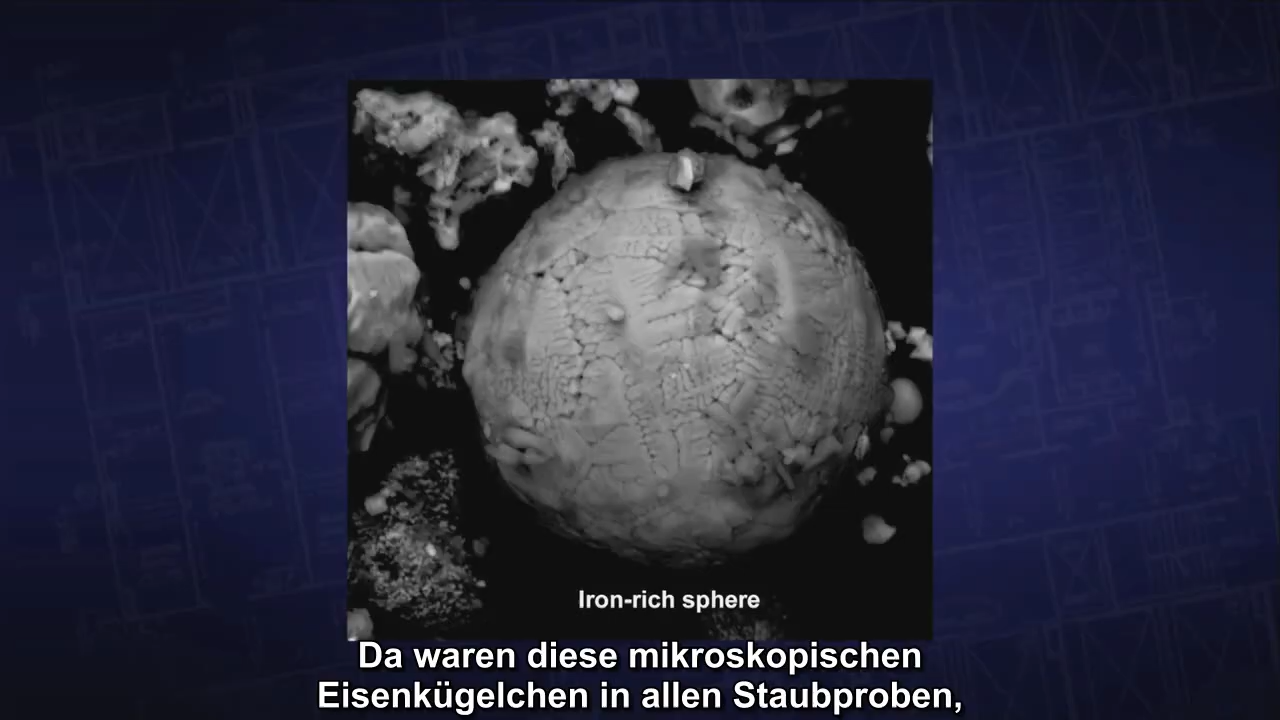 Iron-rich sphere
Da waren diese mikroskopischen
Eisenkügelchen in allen Staubproben,